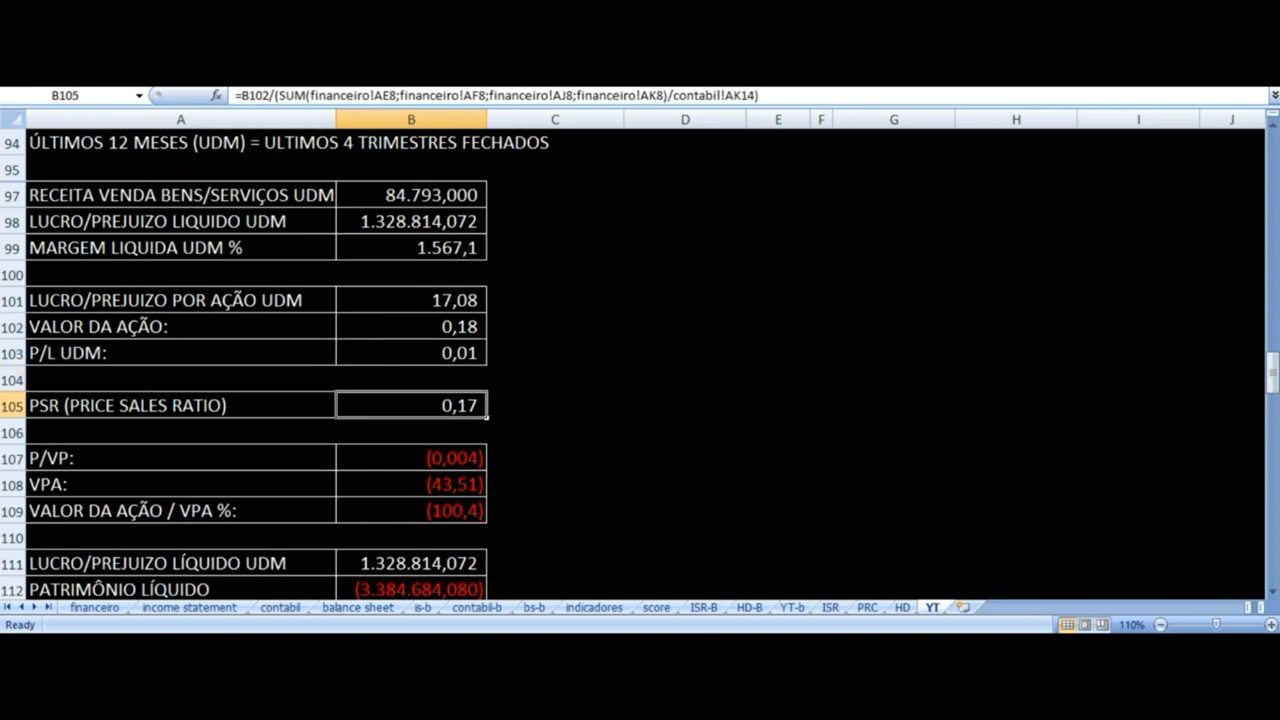 B105 fx =B102/(SUM(financeiro!AE8;financeiro!AF8;financeiro!AJ8;financeiro!AK8)/contabil!AK14)
A B C D E F G H I J
94 ÚLTIMOS 12 MESES (UDM) = ULTIMOS 4 TRIMESTRES FECHADOS
95
97 RECEITA VENDA BENS/SERVIÇOS UDM 84.793,000
98 LUCRO/PREJUIZO LIQUIDO UDM 1.328.814,072
99 MARGEM LIQUIDA UDM % 1.567,1
100
101 LUCRO/PREJUIZO POR AÇÃO UDM 17,08
102 VALOR DA AÇÃO: 0,18
103 P/L UDM: 0,01
104
105 PSR (PRICE SALES RATIO) 0,17
106
107 P/VP: (0,004)
108 VPA: (43,51)
109 VALOR DA AÇÃO / VPA %: (100,4)
110
111 LUCRO/PREJUIZO LÍQUIDO UDM 1.328.814,072
112 PATRIMÔNIO LÍQUIDO (3.384.684,080)
financeiro income statement contabil balance sheet is-b contabil-b bs-b indicadores score ISR-B HD-B YT-b ISR PRC HD YT
Ready 110%